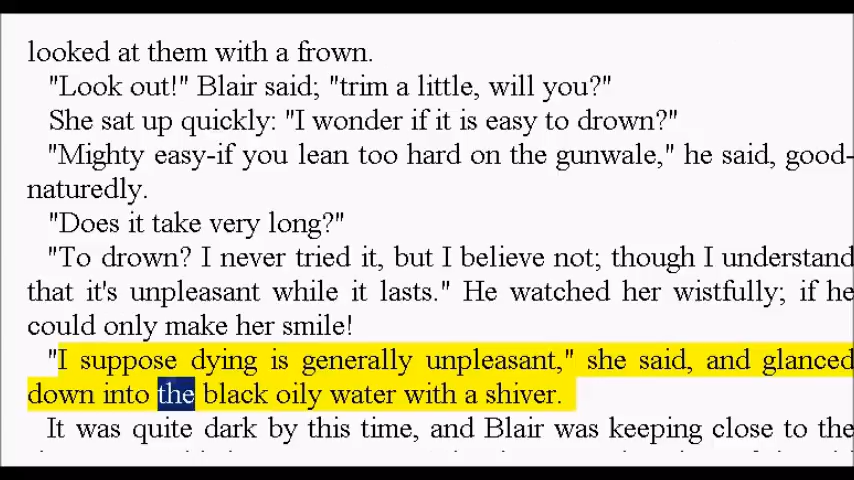 looked at them with a frown.
"Look out!" Blair said; "trim a little, will you?"
She sat up quickly: "I wonder if it is easy to drown?"
"Mighty easy-if you lean too hard on the gunwale," he said, good-
naturedly.
"Does it take very long?"
"To drown? I never tried it, but I believe not; though I understand
that it's unpleasant while it lasts." He watched her wistfully; if he
could only make her smile!
"I suppose dying is generally unpleasant," she said, and glanced
down into the black oily water with a shiver.
It was quite dark by this time, and Blair was keeping close to the